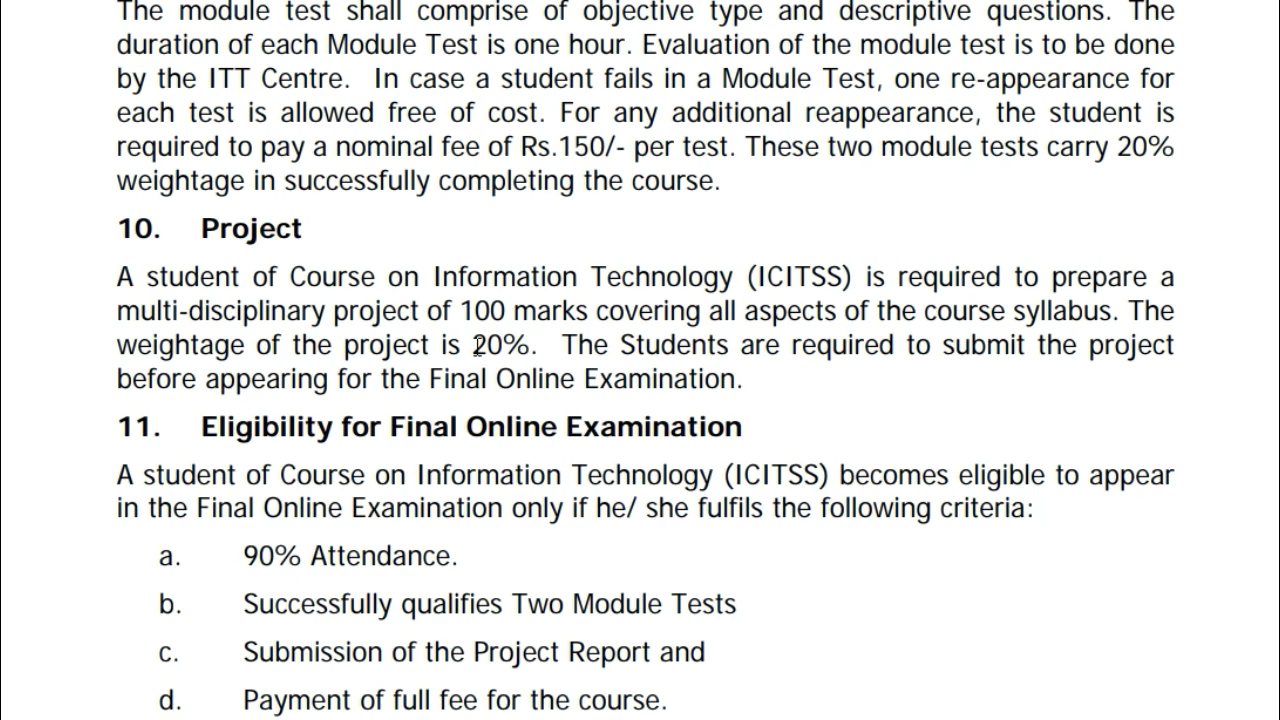 The module test shall comprise of objective type and descriptive questions. The
duration of each Module Test is one hour. Evaluation of the module test is to be done
by the ITT Centre. In case a student fails in a Module Test, one re-appearance for
each test is allowed free of cost. For any additional reappearance, the student is
required to pay a nominal fee of Rs.150/- per test. These two module tests carry 20%
weightage in successfully completing the course.
10. Project
A student of Course on Information Technology (ICITSS) is required to prepare a
multi-disciplinary project of 100 marks covering all aspects of the course syllabus. The
weightage of the project is 20%. The Students are required to submit the project
before appearing for the Final Online Examination.
11. Eligibility for Final Online Examination
A student of Course on Information Technology (ICITSS) becomes eligible to appear
in the Final Online Examination only if he/ she fulfils the following criteria:
a. 90% Attendance.
b. Successfully qualifies Two Module Tests
c. Submission of the Project Report and
d. Payment of full fee for the course.